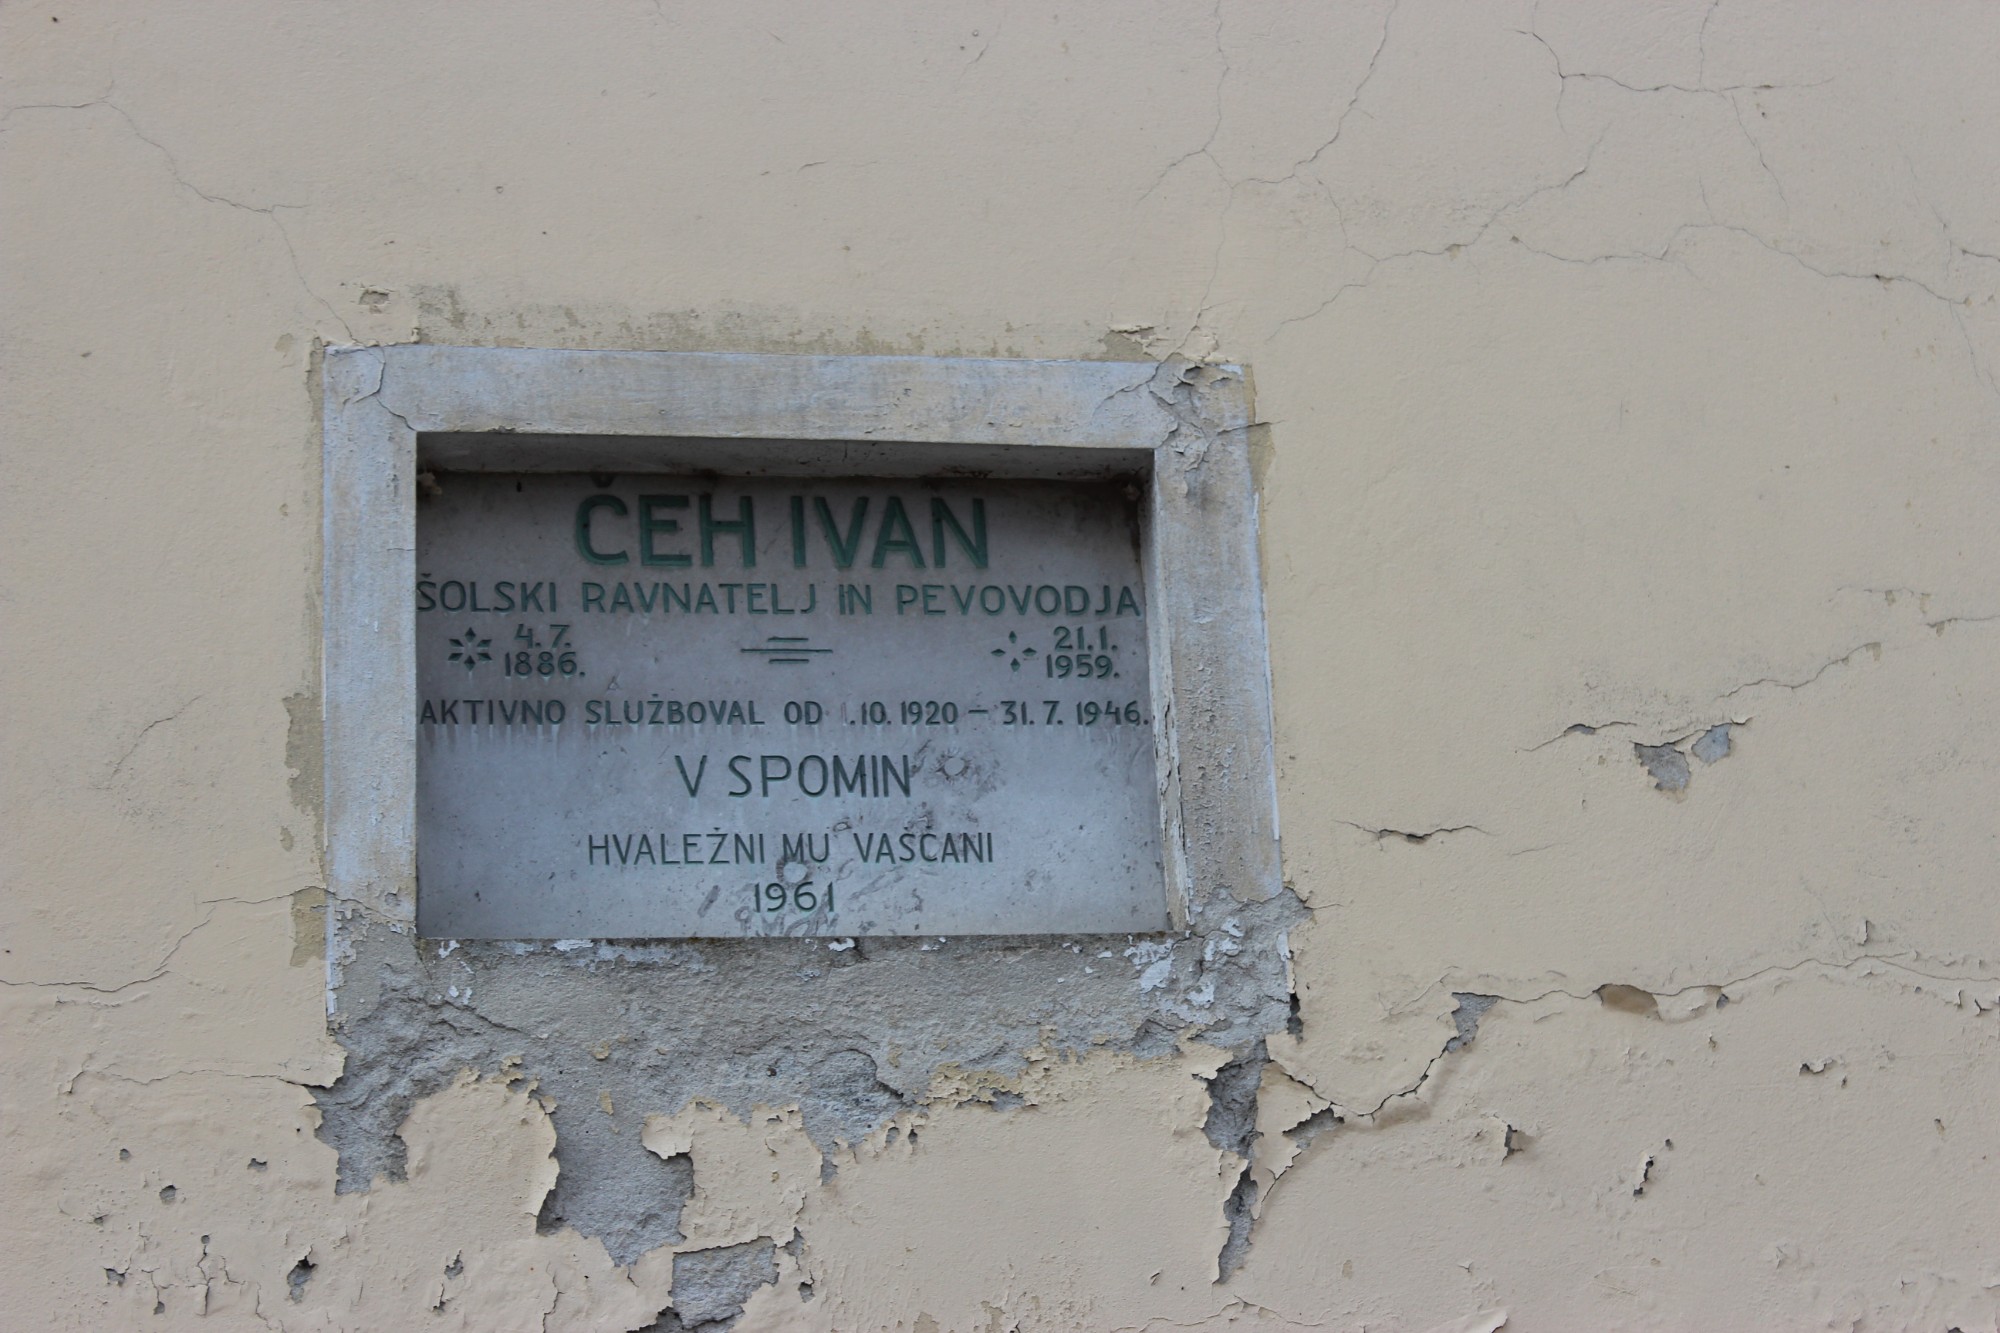 ČEH IVAN
ŠOLSKI RAVNATELJ IN PEVOVODJA
4.7. 21.1.
1886. 1959.
AKTIVNO SLUŽBOVAL OD 1.10.1920 – 31.7.1946.
V SPOMIN
HVALEŽNI MU VAŠČANI
1961